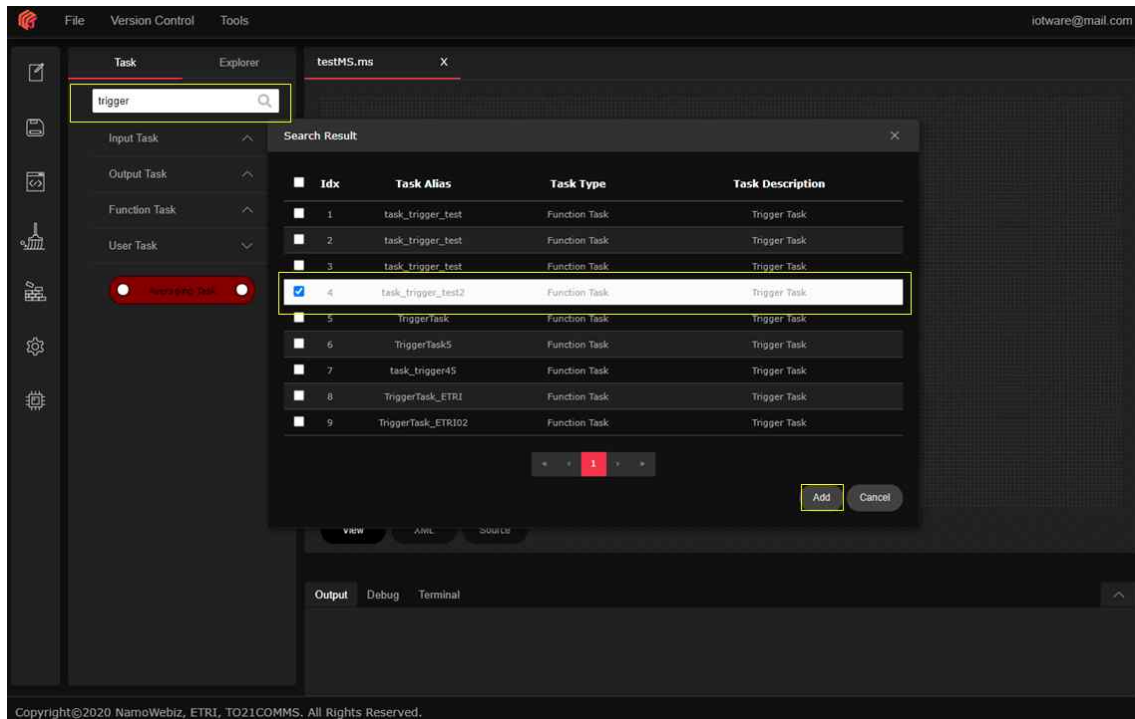 File Version Control Tools iotware@mail.com
Task Explorer testMS.ms X
trigger
Search Result
Input Task
Output Task
Function Task
User Task
Idx Task Alias Task Type Task Description
1 task_trigger_test Function Task Trigger Task
2 task_trigger_test Function Task Trigger Task
3 task_trigger_test Function Task Trigger Task
4 task_trigger_test2 Function Task Trigger Task
5 TriggerTask Function Task Trigger Task
6 TriggerTask5 Function Task Trigger Task
7 task_trigger45 Function Task Trigger Task
8 TriggerTask_ETRI Function Task Trigger Task
9 TriggerTask_ETRI02 Function Task Trigger Task
« ‹ 1 › »
Add Cancel
View XML Source
Output Debug Terminal
Copyright©2020 NamoWebiz, ETRI, TO21COMMS. All Rights Reserved.